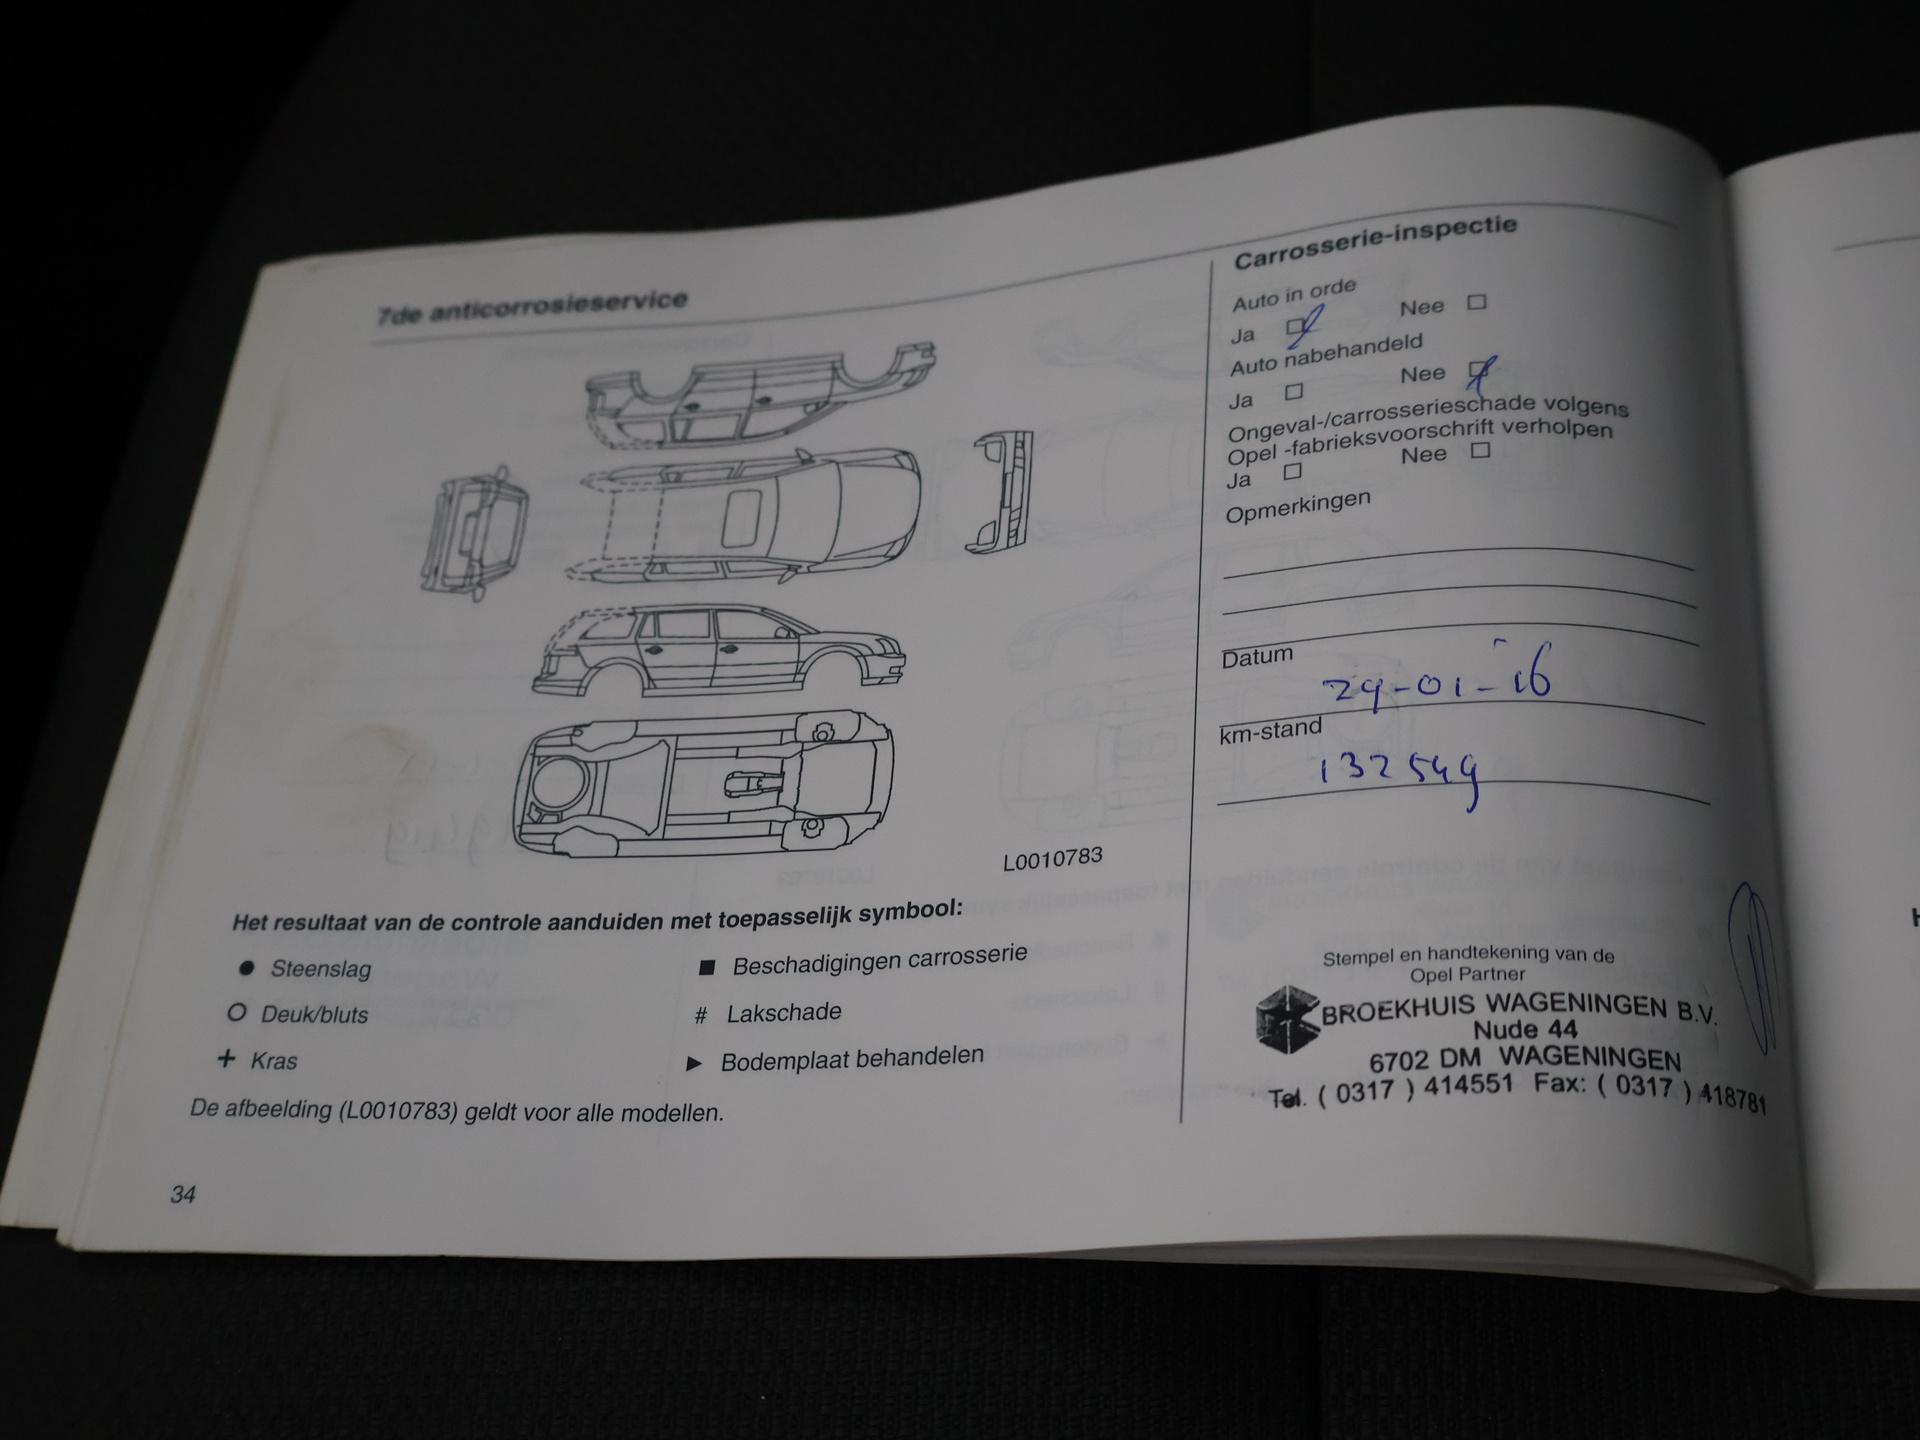 7de anticorrosieservice
L0010783
Het resultaat van de controle aanduiden met toepasselijk symbool:
● Steenslag
○ Deuk/bluts
+ Kras
■ Beschadigingen carrosserie
# Lakschade
► Bodemplaat behandelen
De afbeelding (L0010783) geldt voor alle modellen.
34
Carrosserie-inspectie
Auto in orde
Ja □ Nee □
Auto nabehandeld
Ja □ Nee □
Ongeval-/carrosserieschade volgens
Opel -fabrieksvoorschrift verholpen
Ja □ Nee □
Opmerkingen
Datum
29-01-16
km-stand
132549
Stempel en handtekening van de
Opel Partner
BROEKHUIS WAGENINGEN B.V.
Nude 44
6702 DM WAGENINGEN
Tel. ( 0317 ) 414551 Fax: ( 0317 ) 418781
H